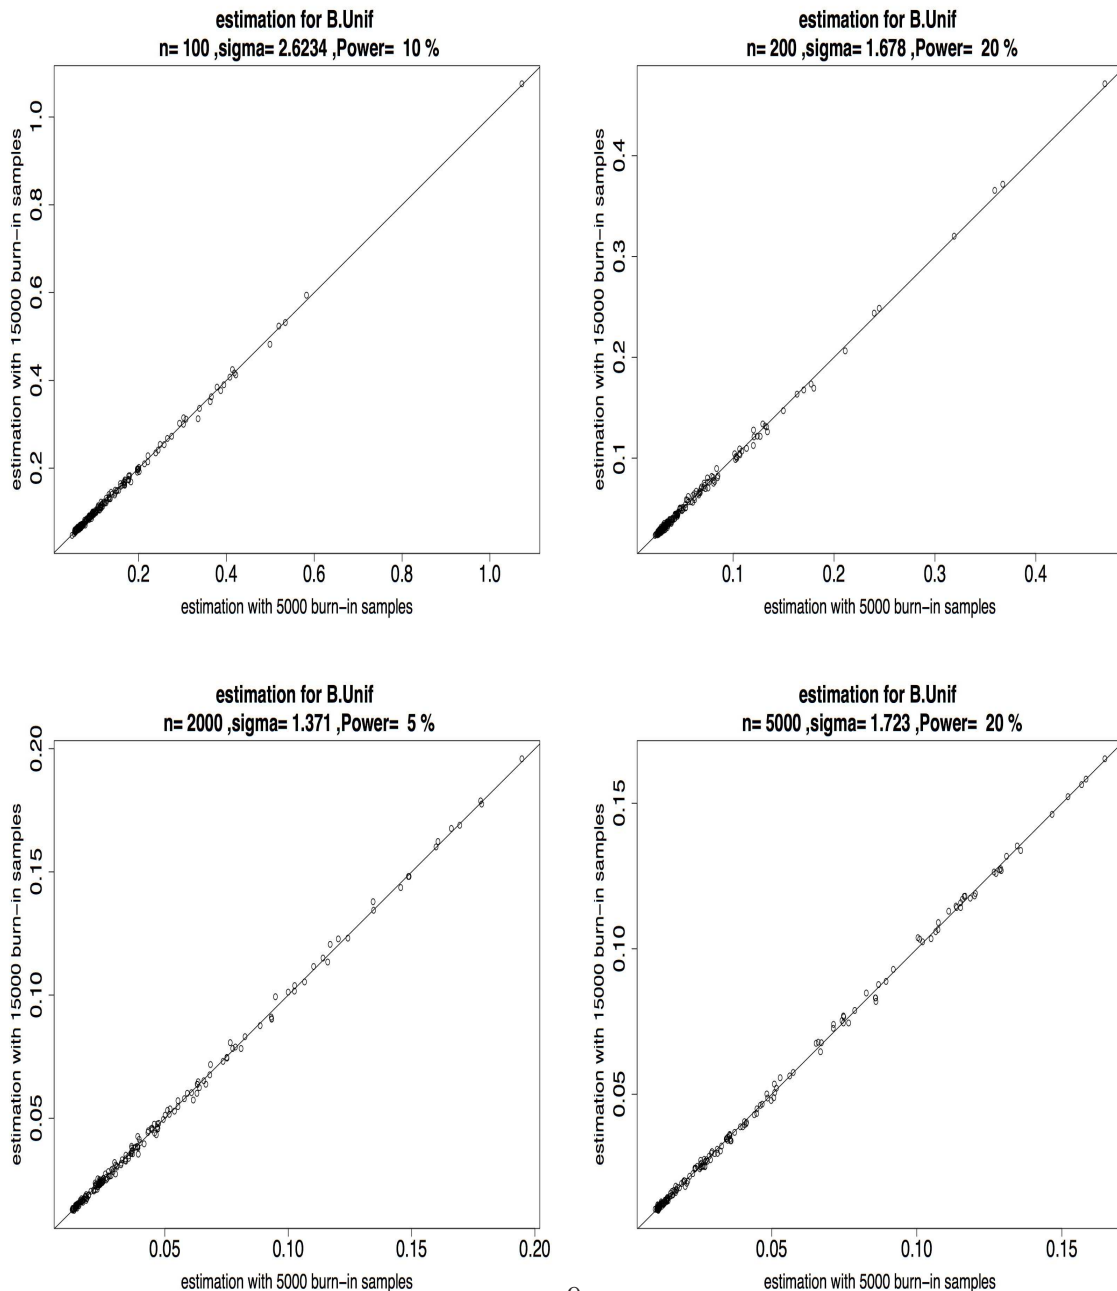 estimation for B.Unif
n= 100 ,sigma= 2.6234 ,Power= 10 %
estimation with 15000 burn-in samples
1.0
0.8
0.6
0.4
0.2
0.2 0.4 0.6 0.8 1.0
estimation with 5000 burn-in samples
estimation for B.Unif
n= 200 ,sigma= 1.678 ,Power= 20 %
estimation with 15000 burn-in samples
0.4
0.3
0.2
0.1
0.1 0.2 0.3 0.4
estimation with 5000 burn-in samples
estimation for B.Unif
n= 2000 ,sigma= 1.371 ,Power= 5 %
estimation with 15000 burn-in samples
0.20
0.15
0.10
0.05
0.05 0.10 0.15 0.20
estimation with 5000 burn-in samples
estimation for B.Unif
n= 5000 ,sigma= 1.723 ,Power= 20 %
estimation with 15000 burn-in samples
0.15
0.10
0.05
0.05 0.10 0.15
estimation with 5000 burn-in samples